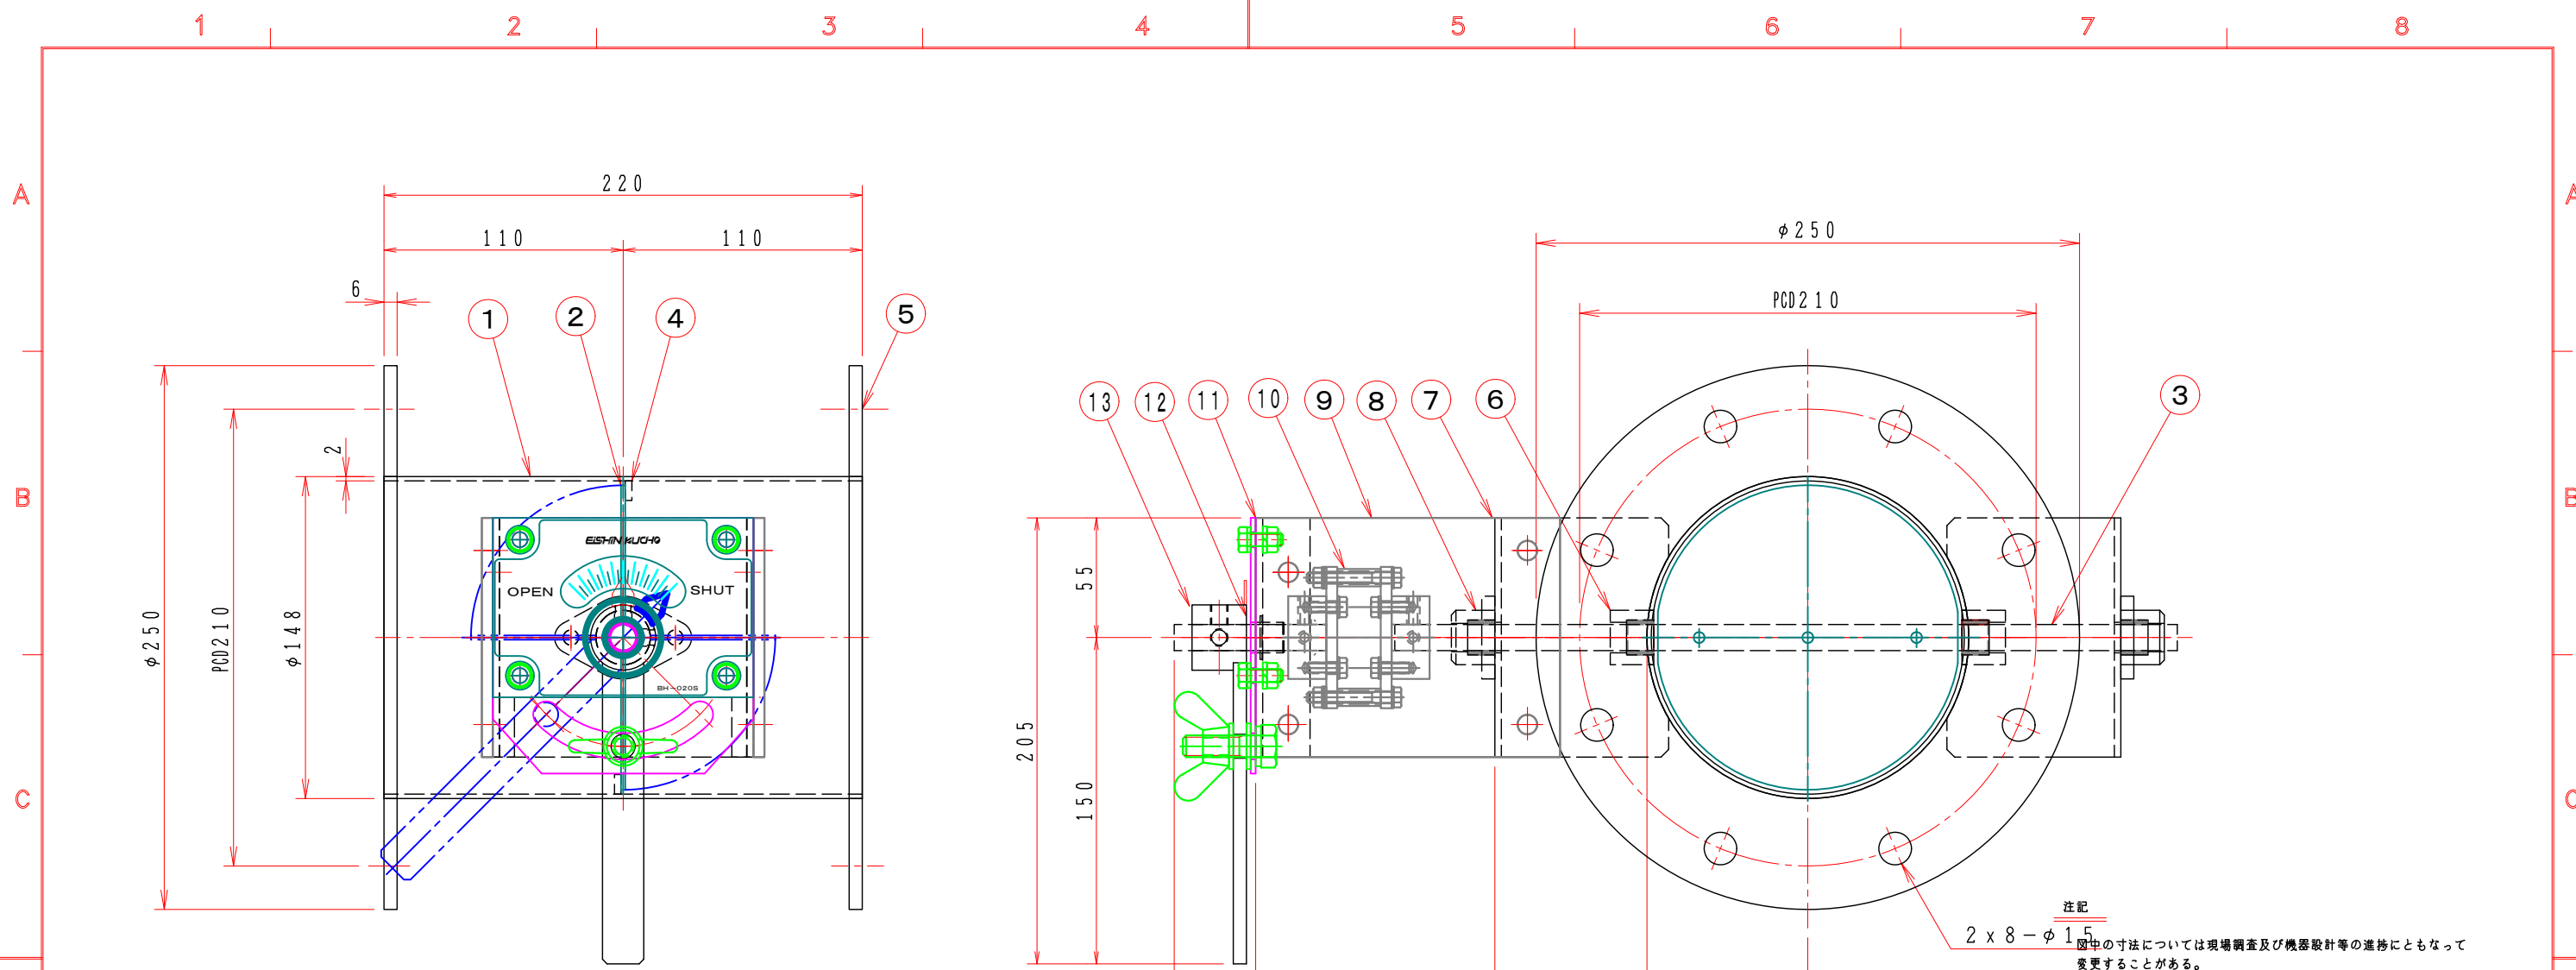 1 2 3 4 5 6 7 8
A A
220
110 110
φ250
6
PCD210
1 2 4 5
13 12 11 10 9 8 7 6 3
2
B B
EISHIN KUCHO
OPEN SHUT
55
φ250
PCD210
φ148
BH-020S
205
150
C C
注記
2x8-φ15
図中の寸法については現場調査及び機器設計等の進捗にともなって
変更することがある。